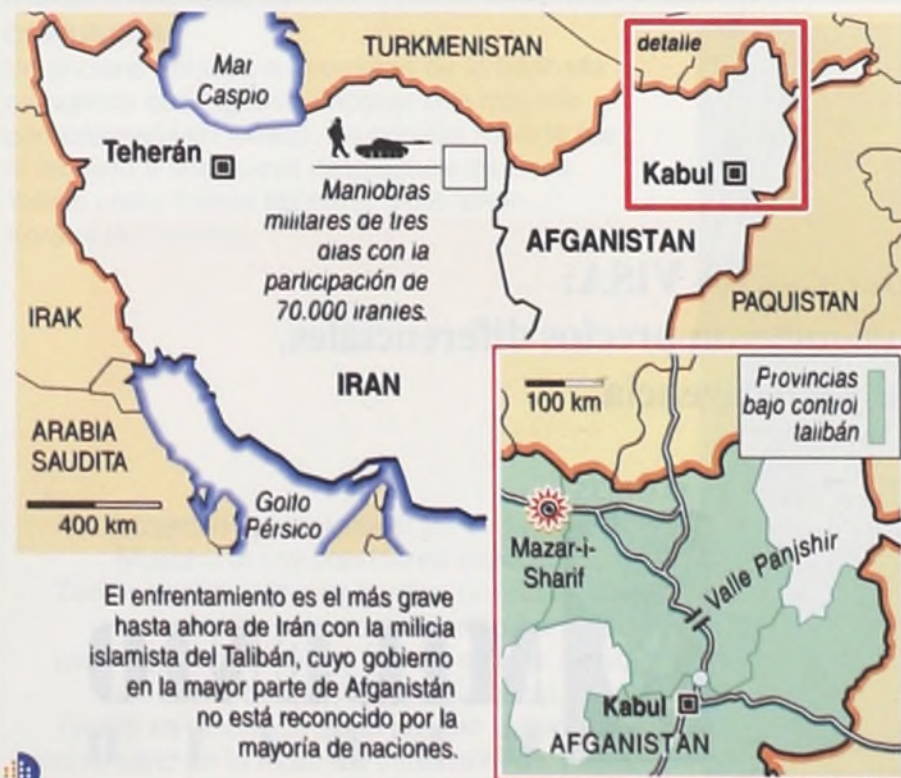 TURKMENISTAN
Mar
Caspio
detalle
Teherán
Kabul
Maniobras
militares de tres
días con la
participación de
70.000 iraníes.
AFGANISTAN
PAQUISTAN
IRAK
IRAN
ARABIA
SAUDITA
400 km
Golfo
Pérsico
100 km
Provincias
bajo control
talibán
Mazar-i-
Sharif
Valle Panjshir
Kabul
AFGANISTAN
El enfrentamiento es el más grave
hasta ahora de Irán con la milicia
islamista del Talibán, cuyo gobierno
en la mayor parte de Afganistán
no está reconocido por la
mayoría de naciones.
VISA:
precios diferenciales,